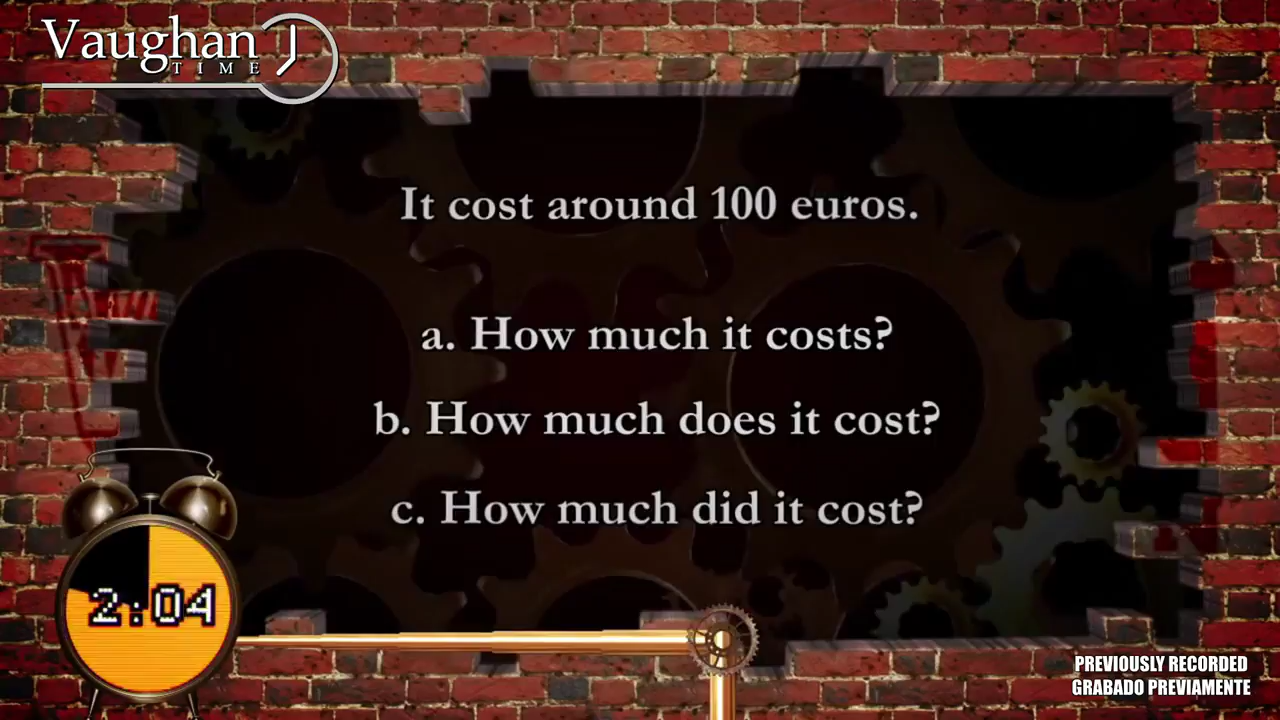 Vaughan
TIME
It cost around 100 euros.
a. How much it costs?
b. How much does it cost?
c. How much did it cost?
2:04
PREVIOUSLY RECORDED
GRABADO PREVIAMENTE